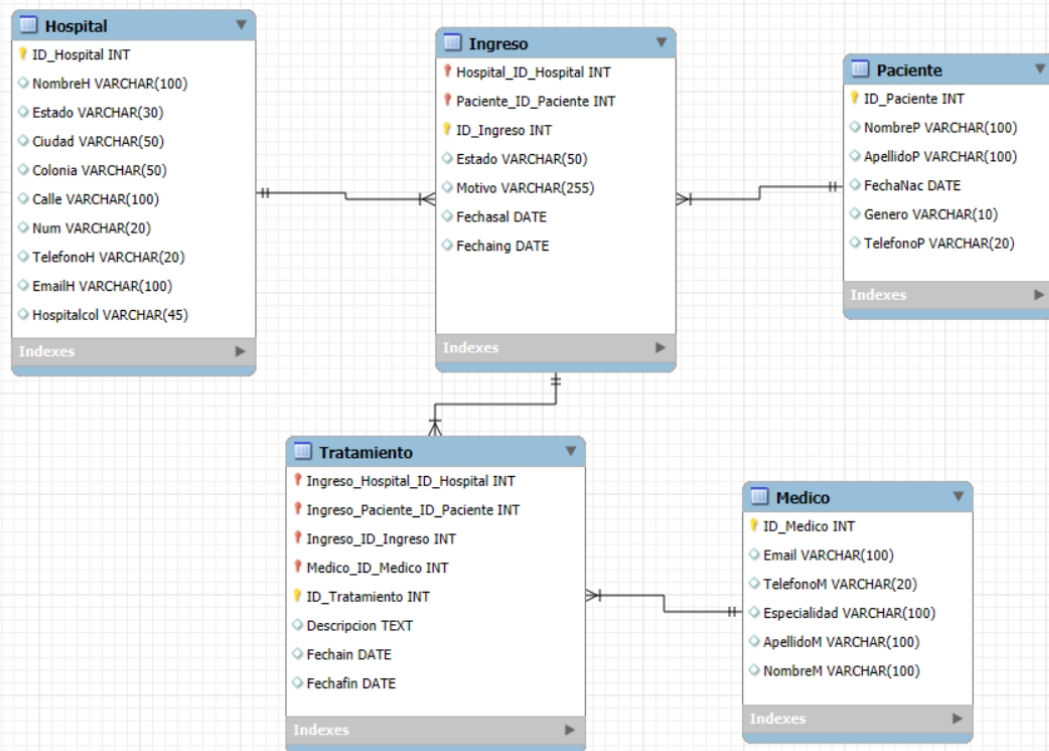 Hospital
ID_Hospital INT
NombreH VARCHAR(100)
Estado VARCHAR(30)
Ciudad VARCHAR(50)
Colonia VARCHAR(50)
Calle VARCHAR(100)
Num VARCHAR(20)
TelefonoH VARCHAR(20)
EmailH VARCHAR(100)
Hospitalcol VARCHAR(45)
Indexes
Ingreso
Hospital_ID_Hospital INT
Paciente_ID_Paciente INT
ID_Ingreso INT
Estado VARCHAR(50)
Motivo VARCHAR(255)
Fechasal DATE
Fechaing DATE
Indexes
Paciente
ID_Paciente INT
NombreP VARCHAR(100)
ApellidoP VARCHAR(100)
FechaNac DATE
Genero VARCHAR(10)
TelefonoP VARCHAR(20)
Indexes
Tratamiento
Ingreso_Hospital_ID_Hospital INT
Ingreso_Paciente_ID_Paciente INT
Ingreso_ID_Ingreso INT
Medico_ID_Medico INT
ID_Tratamiento INT
Descripcion TEXT
Fechain DATE
Fechafin DATE
Indexes
Medico
ID_Medico INT
Email VARCHAR(100)
TelefonoM VARCHAR(20)
Especialidad VARCHAR(100)
ApellidoM VARCHAR(100)
NombreM VARCHAR(100)
Indexes